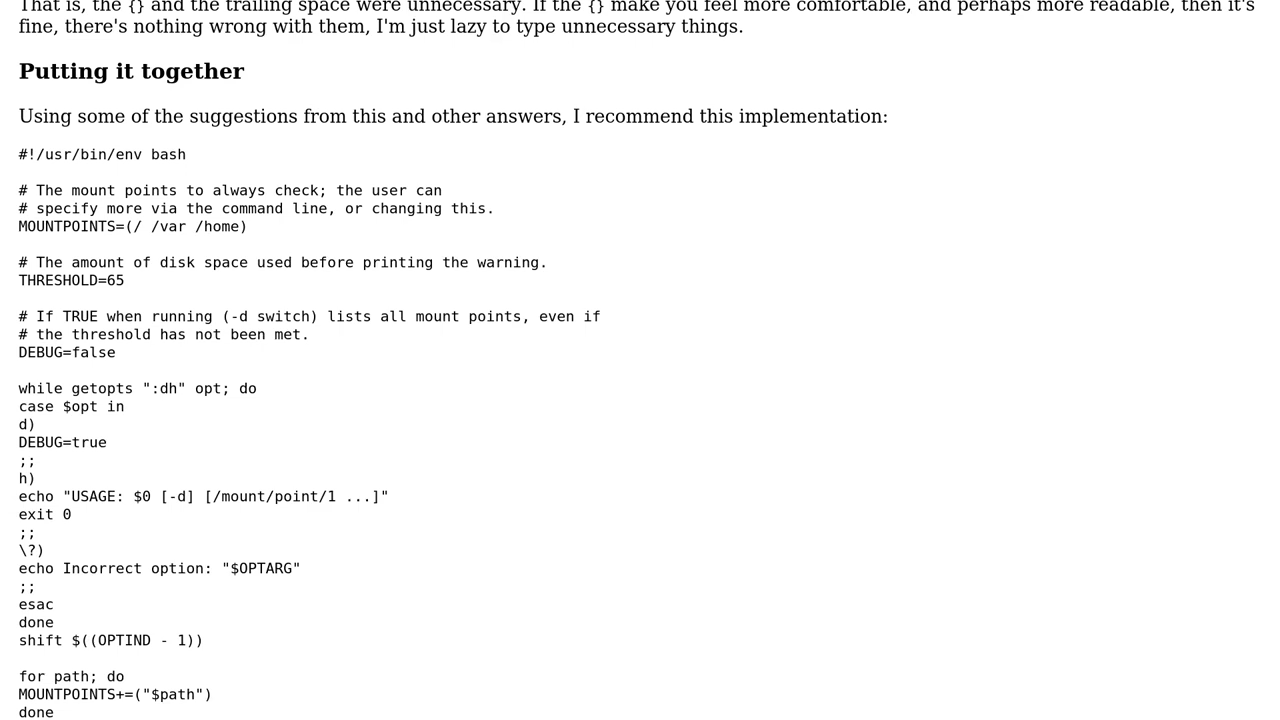 That is, the {} and the trailing space were unnecessary. If the {} make you feel more comfortable, and perhaps more readable, then it's
fine, there's nothing wrong with them, I'm just lazy to type unnecessary things.
Putting it together
Using some of the suggestions from this and other answers, I recommend this implementation:
#!/usr/bin/env bash
# The mount points to always check; the user can
# specify more via the command line, or changing this.
MOUNTPOINTS=(/ /var /home)
# The amount of disk space used before printing the warning.
THRESHOLD=65
# If TRUE when running (-d switch) lists all mount points, even if
# the threshold has not been met.
DEBUG=false
while getopts ":dh" opt; do
case $opt in
d)
DEBUG=true
;;
h)
echo "USAGE: $0 [-d] [/mount/point/1 ...]"
exit 0
;;
\?)
echo Incorrect option: "$OPTARG"
;;
esac
done
shift $((OPTIND - 1))
for path; do
MOUNTPOINTS+=("$path")
done